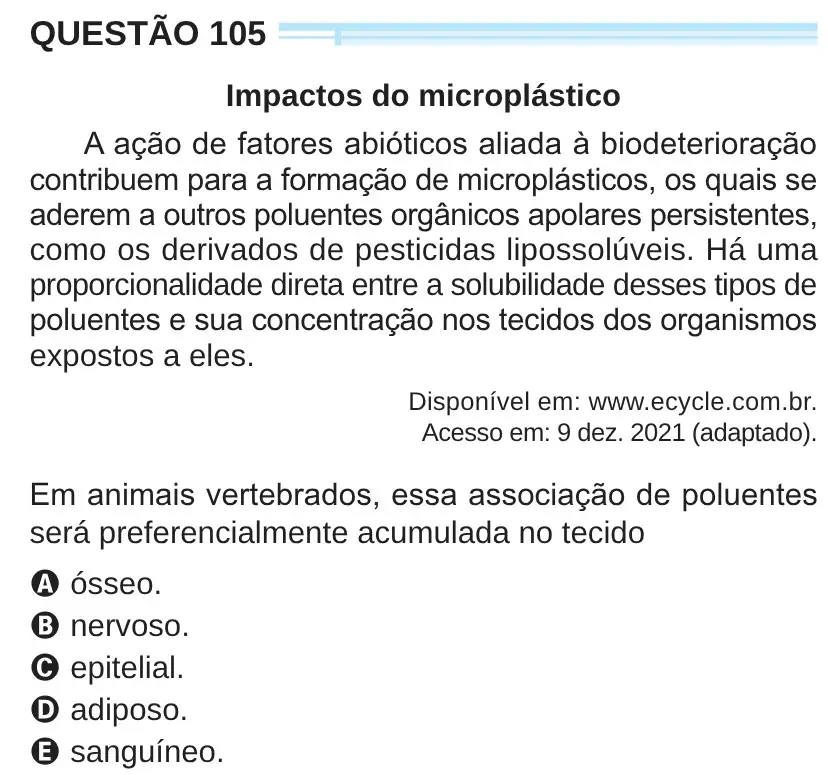 QUESTÃO 105
Impactos do microplástico
A ação de fatores abióticos aliada à biodeterioração
contribuem para a formação de microplásticos, os quais se
aderem a outros poluentes orgânicos apolares persistentes,
como os derivados de pesticidas lipossolúveis. Há uma
proporcionalidade direta entre a solubilidade desses tipos de
poluentes e sua concentração nos tecidos dos organismos
expostos a eles.
Disponível em: www.ecycle.com.br.
Acesso em: 9 dez. 2021 (adaptado).
Em animais vertebrados, essa associação de poluentes
será preferencialmente acumulada no tecido
A ósseo.
B nervoso.
C epitelial.
D adiposo.
E sanguíneo.